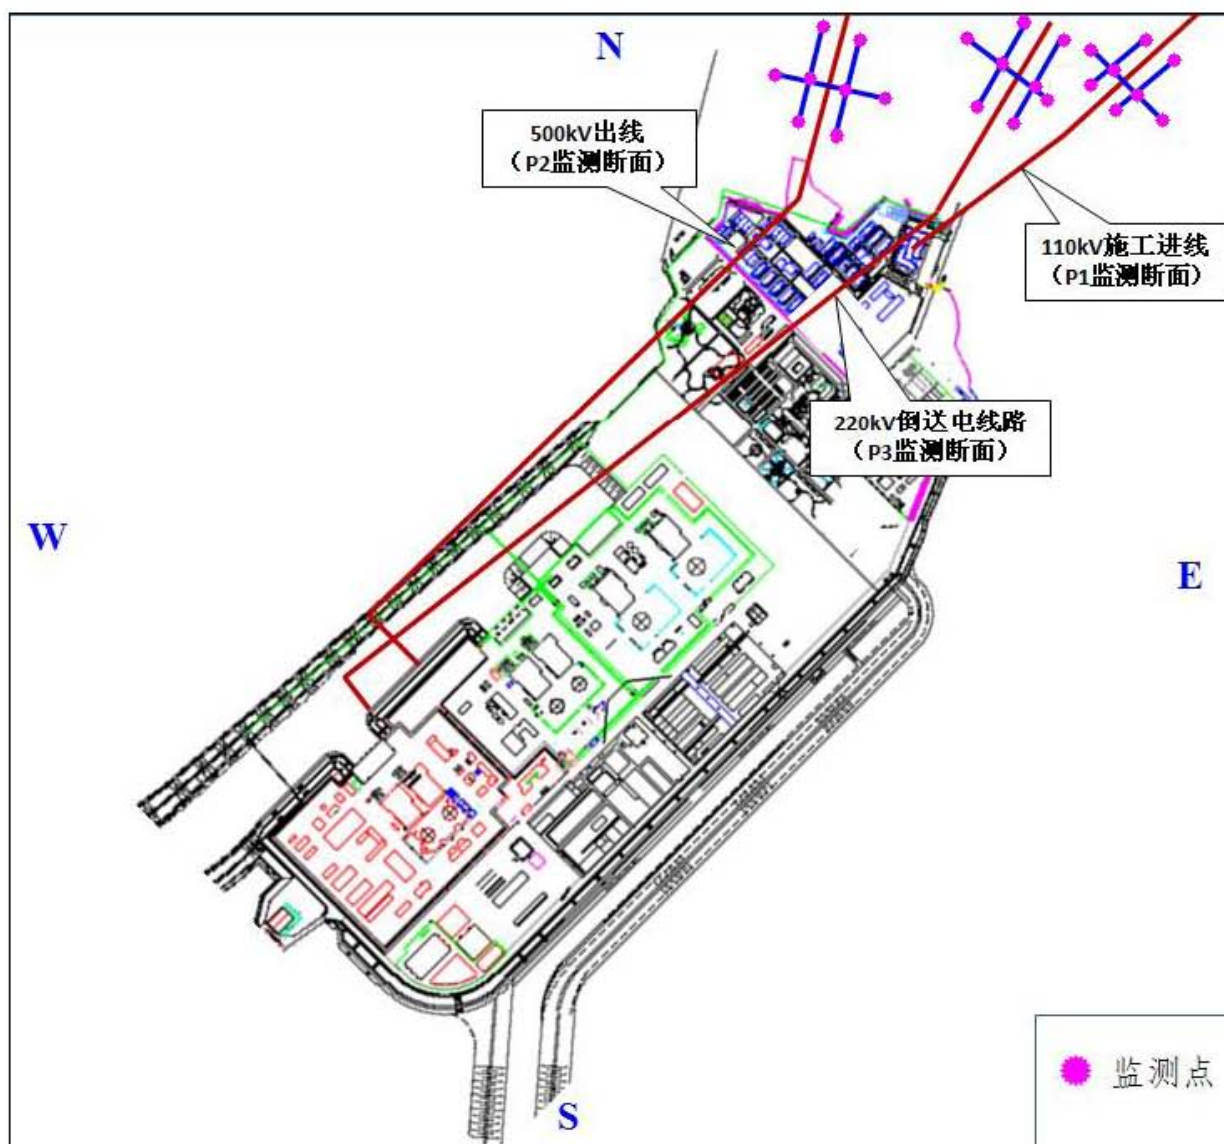 N
500kV出线
（P2监测断面）
110kV施工进线
（P1监测断面）
220kV倒送电线路
（P3监测断面）
W
E
S
监测点